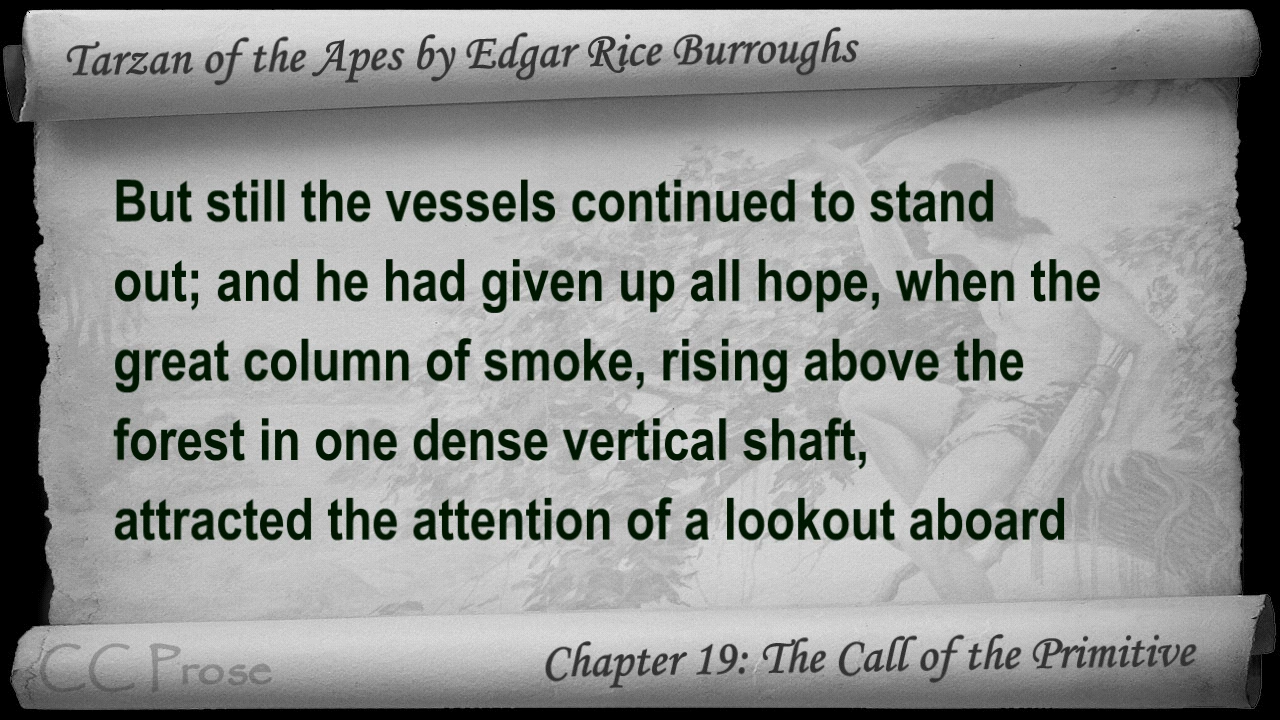 Tarzan of the Apes by Edgar Rice Burroughs
But still the vessels continued to stand
out; and he had given up all hope, when the
great column of smoke, rising above the
forest in one dense vertical shaft,
attracted the attention of a lookout aboard
CC Prose
Chapter 19: The Call of the Primitive